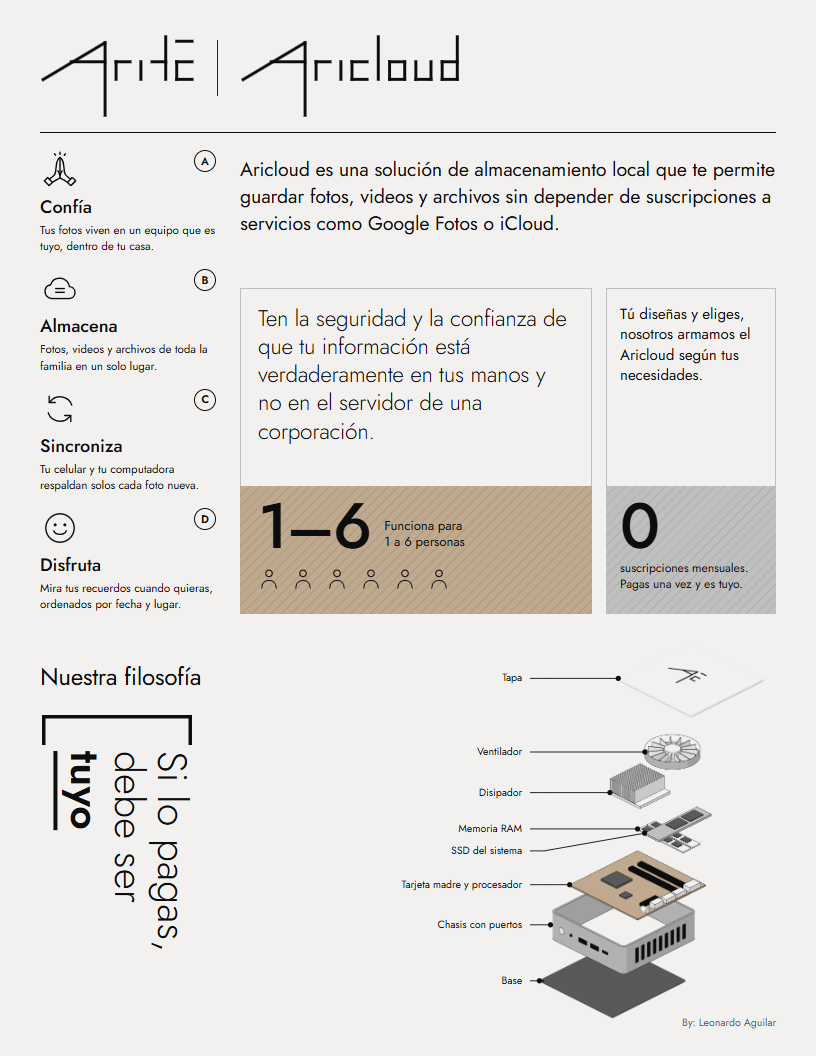 Arite | Aricloud
A
Confía
Tus fotos viven en un equipo que es
tuyo, dentro de tu casa.
B
Almacena
Fotos, videos y archivos de toda la
familia en un solo lugar.
C
Sincroniza
Tu celular y tu computadora
respaldan solos cada foto nueva.
D
Disfruta
Mira tus recuerdos cuando quieras,
ordenados por fecha y lugar.
Aricloud es una solución de almacenamiento local que te permite
guardar fotos, videos y archivos sin depender de suscripciones a
servicios como Google Fotos o iCloud.
Ten la seguridad y la confianza de
que tu información está
verdaderamente en tus manos y
no en el servidor de una
corporación.
1—6
Funciona para
1 a 6 personas
Tú diseñas y eliges,
nosotros armamos el
Aricloud según tus
necesidades.
0
suscripciones mensuales.
Pagas una vez y es tuyo.
Nuestra filosofía
Si lo pagas,
debe ser
tuyo
Tapa
Ventilador
Disipador
Memoria RAM
SSD del sistema
Tarjeta madre y procesador
Chasis con puertos
Base
By: Leonardo Aguilar